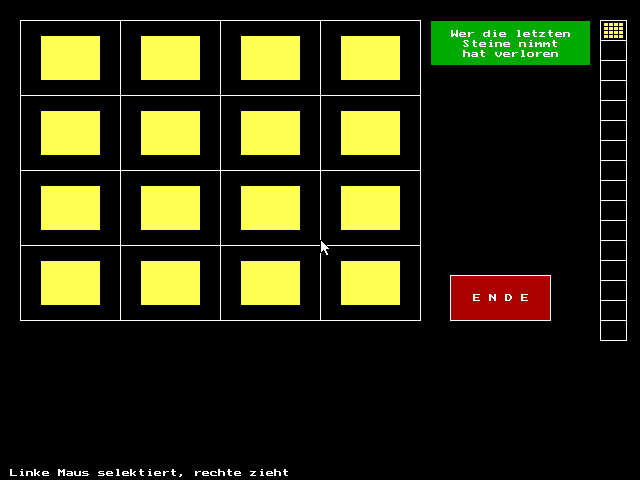 Wer die letzten
Steine nimmt
hat verloren
E N D E
Linke Maus selektiert, rechte zieht